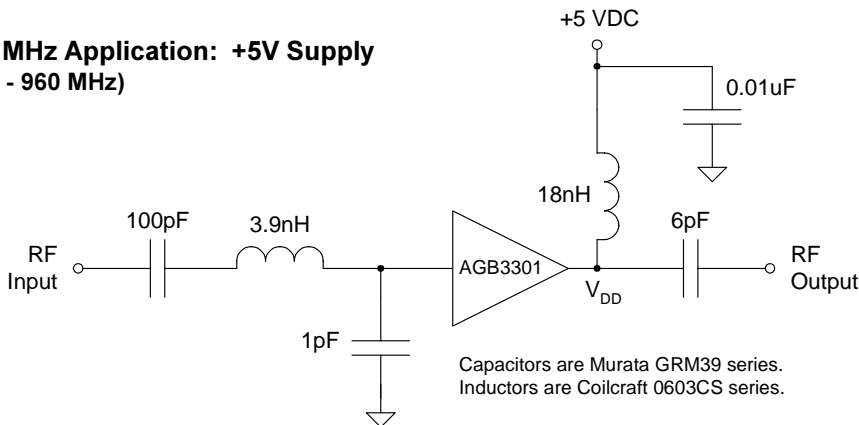 +5 VDC
MHz Application: +5V Supply
- 960 MHz)
0.01uF
18nH
100pF
3.9nH
6pF
RF
Input
AGB3301
RF
Output
VDD
1pF
Capacitors are Murata GRM39 series.
Inductors are Coilcraft 0603CS series.